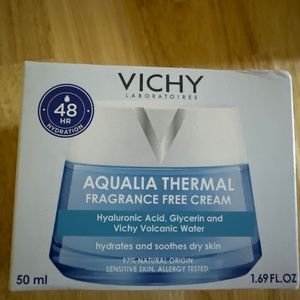 VICHY
LABORATOIRES
48
HR
HYDRATION
AQUALIA THERMAL
FRAGRANCE FREE CREAM
Hyaluronic Acid, Glycerin and
Vichy Volcanic Water
hydrates and soothes dry skin
97% NATURAL ORIGIN
SENSITIVE SKIN. ALLERGY TESTED
50 ml
1.69 FL.OZ